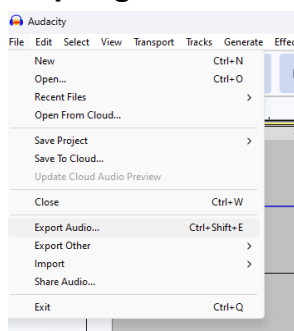 Audacity
File Edit Select View Transport Tracks Generate Effec
New Ctrl+N
Open... Ctrl+O
Recent Files >
Open From Cloud...
Save Project >
Save To Cloud...
Update Cloud Audio Preview
Close Ctrl+W
Export Audio... Ctrl+Shift+E
Export Other >
Import >
Share Audio...
Exit Ctrl+Q